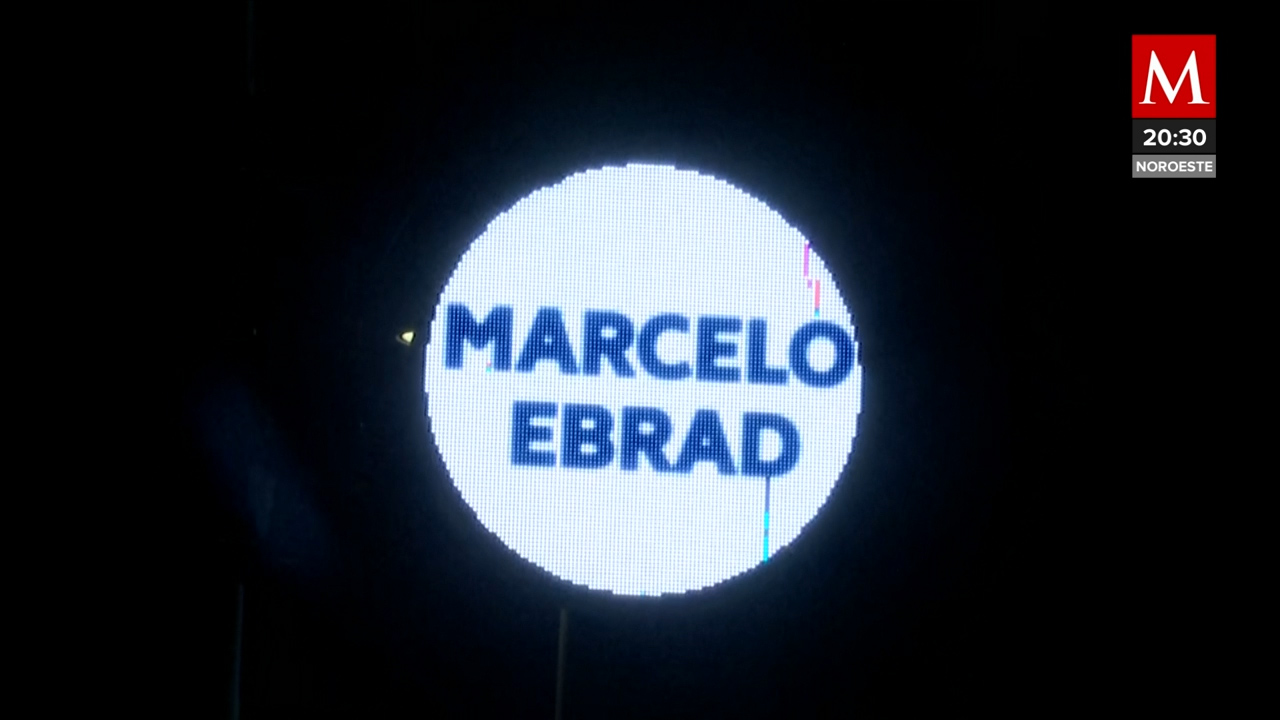 M
20:30
NOROESTE
MARCELO
EBRAD